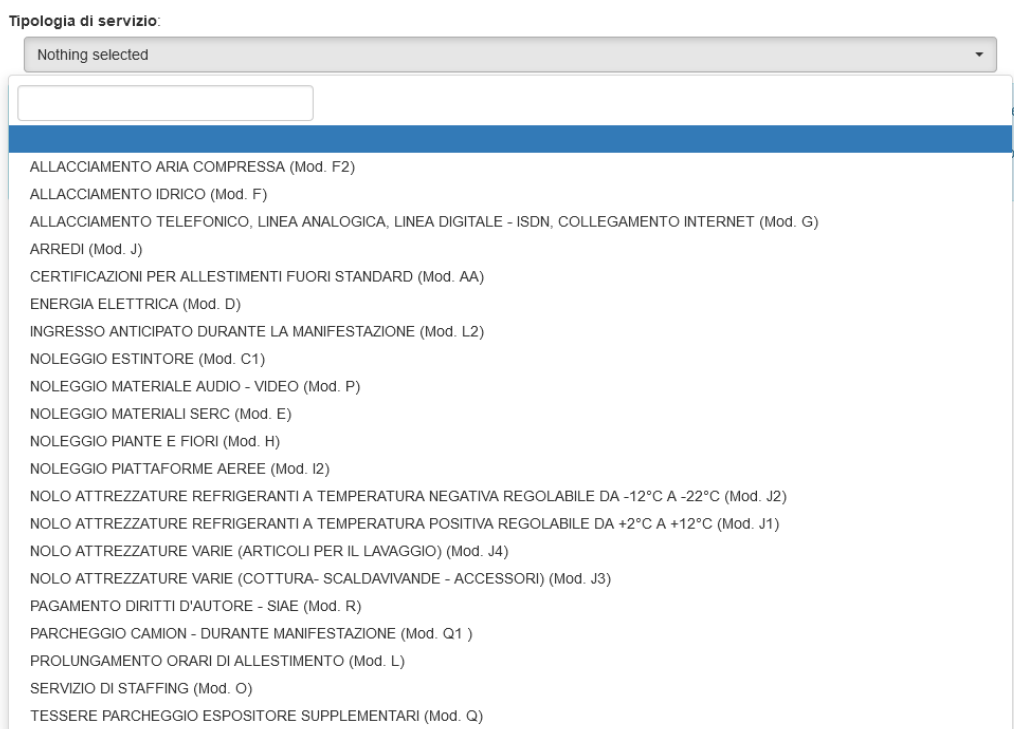 Tipologia di servizio:
Nothing selected
ALLACCIAMENTO ARIA COMPRESSA (Mod. F2)
ALLACCIAMENTO IDRICO (Mod. F)
ALLACCIAMENTO TELEFONICO, LINEA ANALOGICA, LINEA DIGITALE - ISDN, COLLEGAMENTO INTERNET (Mod. G)
ARREDI (Mod. J)
CERTIFICAZIONI PER ALLESTIMENTI FUORI STANDARD (Mod. AA)
ENERGIA ELETTRICA (Mod. D)
INGRESSO ANTICIPATO DURANTE LA MANIFESTAZIONE (Mod. L2)
NOLEGGIO ESTINTORE (Mod. C1)
NOLEGGIO MATERIALE AUDIO - VIDEO (Mod. P)
NOLEGGIO MATERIALI SERC (Mod. E)
NOLEGGIO PIANTE E FIORI (Mod. H)
NOLEGGIO PIATTAFORME AEREE (Mod. I2)
NOLO ATTREZZATURE REFRIGERANTI A TEMPERATURA NEGATIVA REGOLABILE DA -12°C A -22°C (Mod. J2)
NOLO ATTREZZATURE REFRIGERANTI A TEMPERATURA POSITIVA REGOLABILE DA +2°C A +12°C (Mod. J1)
NOLO ATTREZZATURE VARIE (ARTICOLI PER IL LAVAGGIO) (Mod. J4)
NOLO ATTREZZATURE VARIE (COTTURA- SCALDAVIVANDE - ACCESSORI) (Mod. J3)
PAGAMENTO DIRITTI D'AUTORE - SIAE (Mod. R)
PARCHEGGIO CAMION - DURANTE MANIFESTAZIONE (Mod. Q1 )
PROLUNGAMENTO ORARI DI ALLESTIMENTO (Mod. L)
SERVIZIO DI STAFFING (Mod. O)
TESSERE PARCHEGGIO ESPOSITORE SUPPLEMENTARI (Mod. Q)